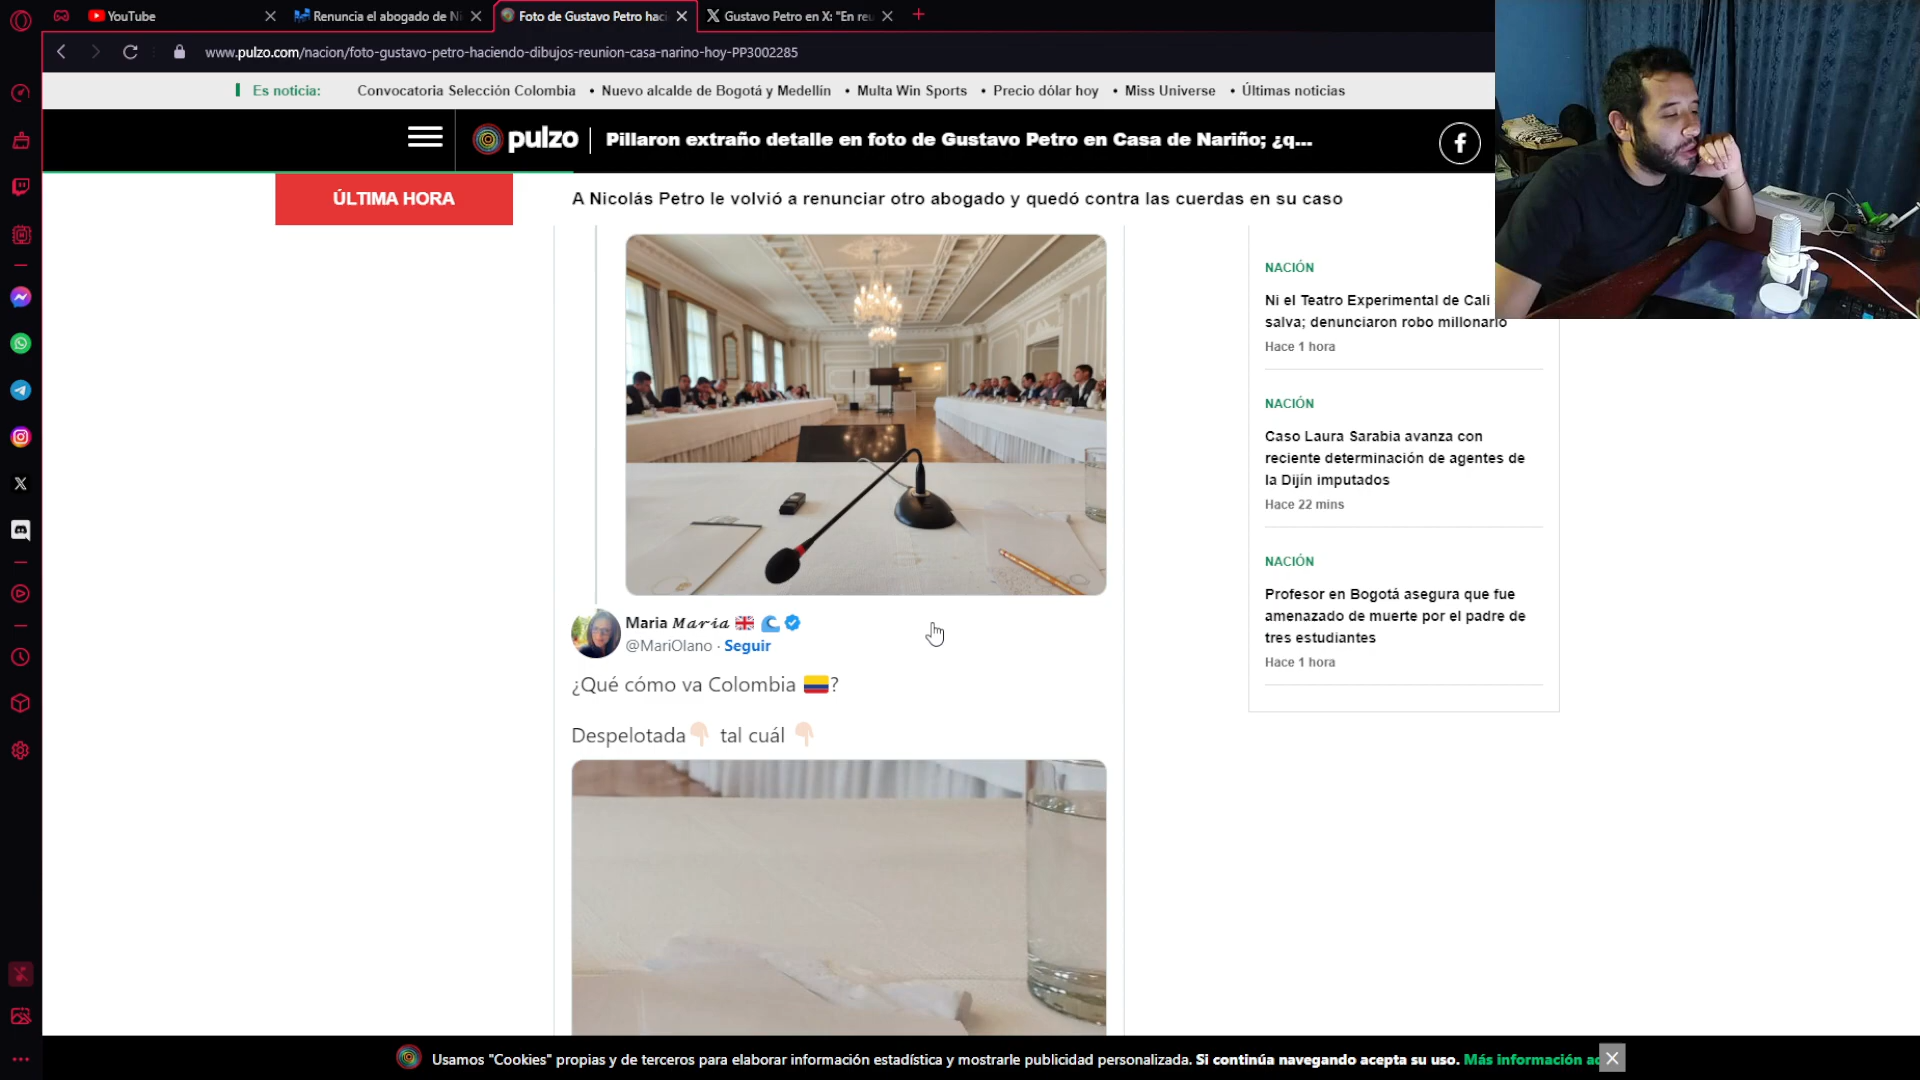 YouTube
Renuncia el abogado de Ni
Foto de Gustavo Petro haci
Gustavo Petro en X: "En reu
www.pulzo.com/nacion/foto-gustavo-petro-haciendo-dibujos-reunion-casa-narino-hoy-PP3002285
Es noticia: Convocatoria Selección Colombia • Nuevo alcalde de Bogotá y Medellín • Multa Win Sports • Precio dólar hoy • Miss Universe • Últimas noticias
pulzo
Pillaron extraño detalle en foto de Gustavo Petro en Casa de Nariño; ¿q...
ÚLTIMA HORA
A Nicolás Petro le volvió a renunciar otro abogado y quedó contra las cuerdas en su caso
Maria 𝓜𝓪𝓻𝓲𝓪 🇬🇧 🌊
@MariOlano · Seguir
¿Qué cómo va Colombia 🇨🇴?
Despelotada👇🏻 tal cuál 👇🏻
NACIÓN
Ni el Teatro Experimental de Cali
salva; denunciaron robo millonario
Hace 1 hora
NACIÓN
Caso Laura Sarabia avanza con
reciente determinación de agentes de
la Dijín imputados
Hace 22 mins
NACIÓN
Profesor en Bogotá asegura que fue
amenazado de muerte por el padre de
tres estudiantes
Hace 1 hora
Usamos "Cookies" propias y de terceros para elaborar información estadística y mostrarle publicidad personalizada. Si continúa navegando acepta su uso. Más información